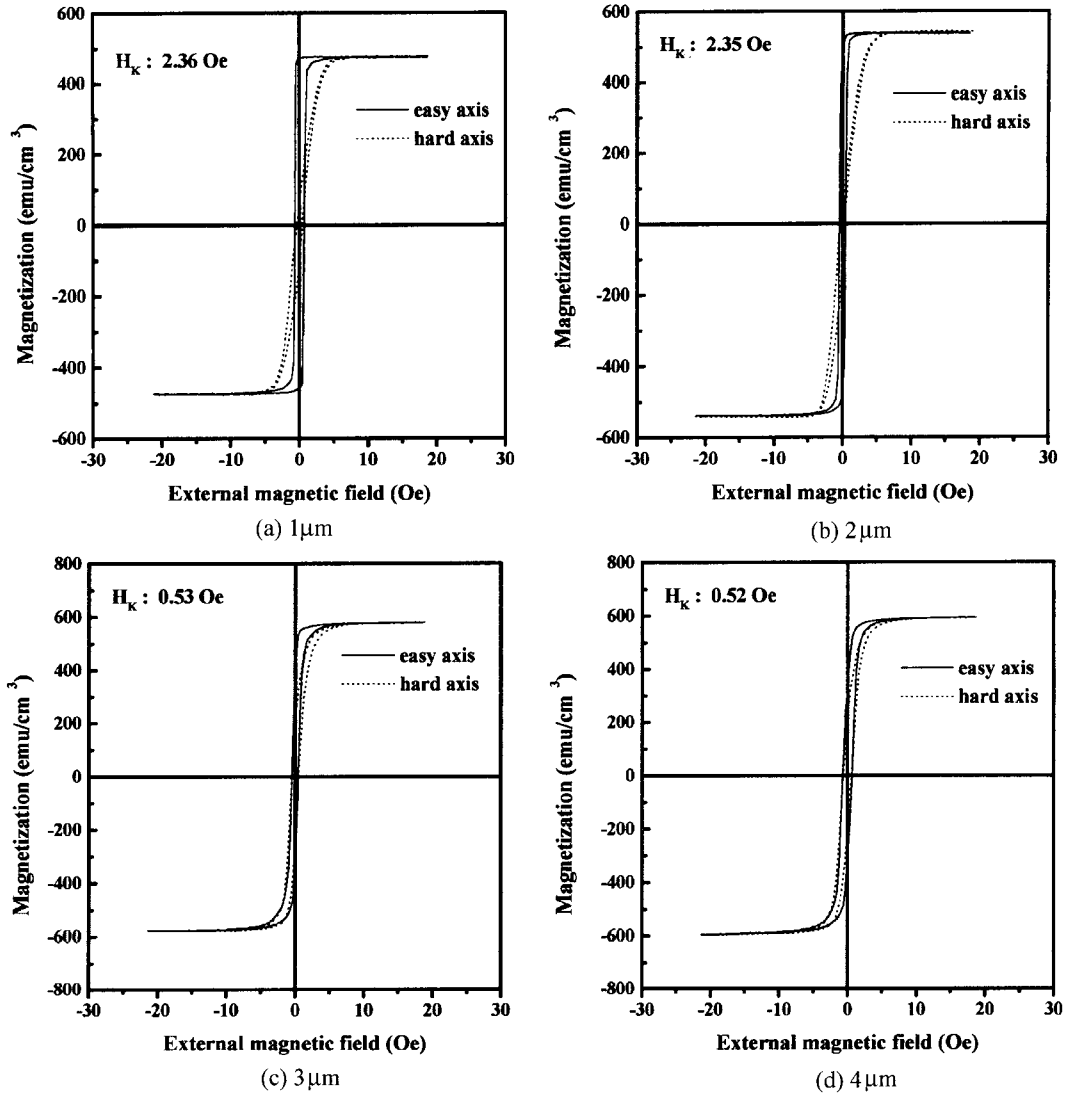 H_K : 2.36 Oe
easy axis
hard axis
600
400
200
0
-200
-400
-600
-30 -20 -10 0 10 20 30
Magnetization (emu/cm ³)
External magnetic field (Oe)
(a) 1μm
H_K : 2.35 Oe
easy axis
hard axis
600
400
200
0
-200
-400
-600
-30 -20 -10 0 10 20 30
Magnetization (emu/cm ³)
External magnetic field (Oe)
(b) 2μm
H_K : 0.53 Oe
easy axis
hard axis
800
600
400
200
0
-200
-400
-600
-800
-30 -20 -10 0 10 20 30
Magnetization (emu/cm ³)
External magnetic field (Oe)
(c) 3μm
H_K : 0.52 Oe
easy axis
hard axis
800
600
400
200
0
-200
-400
-600
-800
-30 -20 -10 0 10 20 30
Magnetization (emu/cm ³)
External magnetic field (Oe)
(d) 4μm